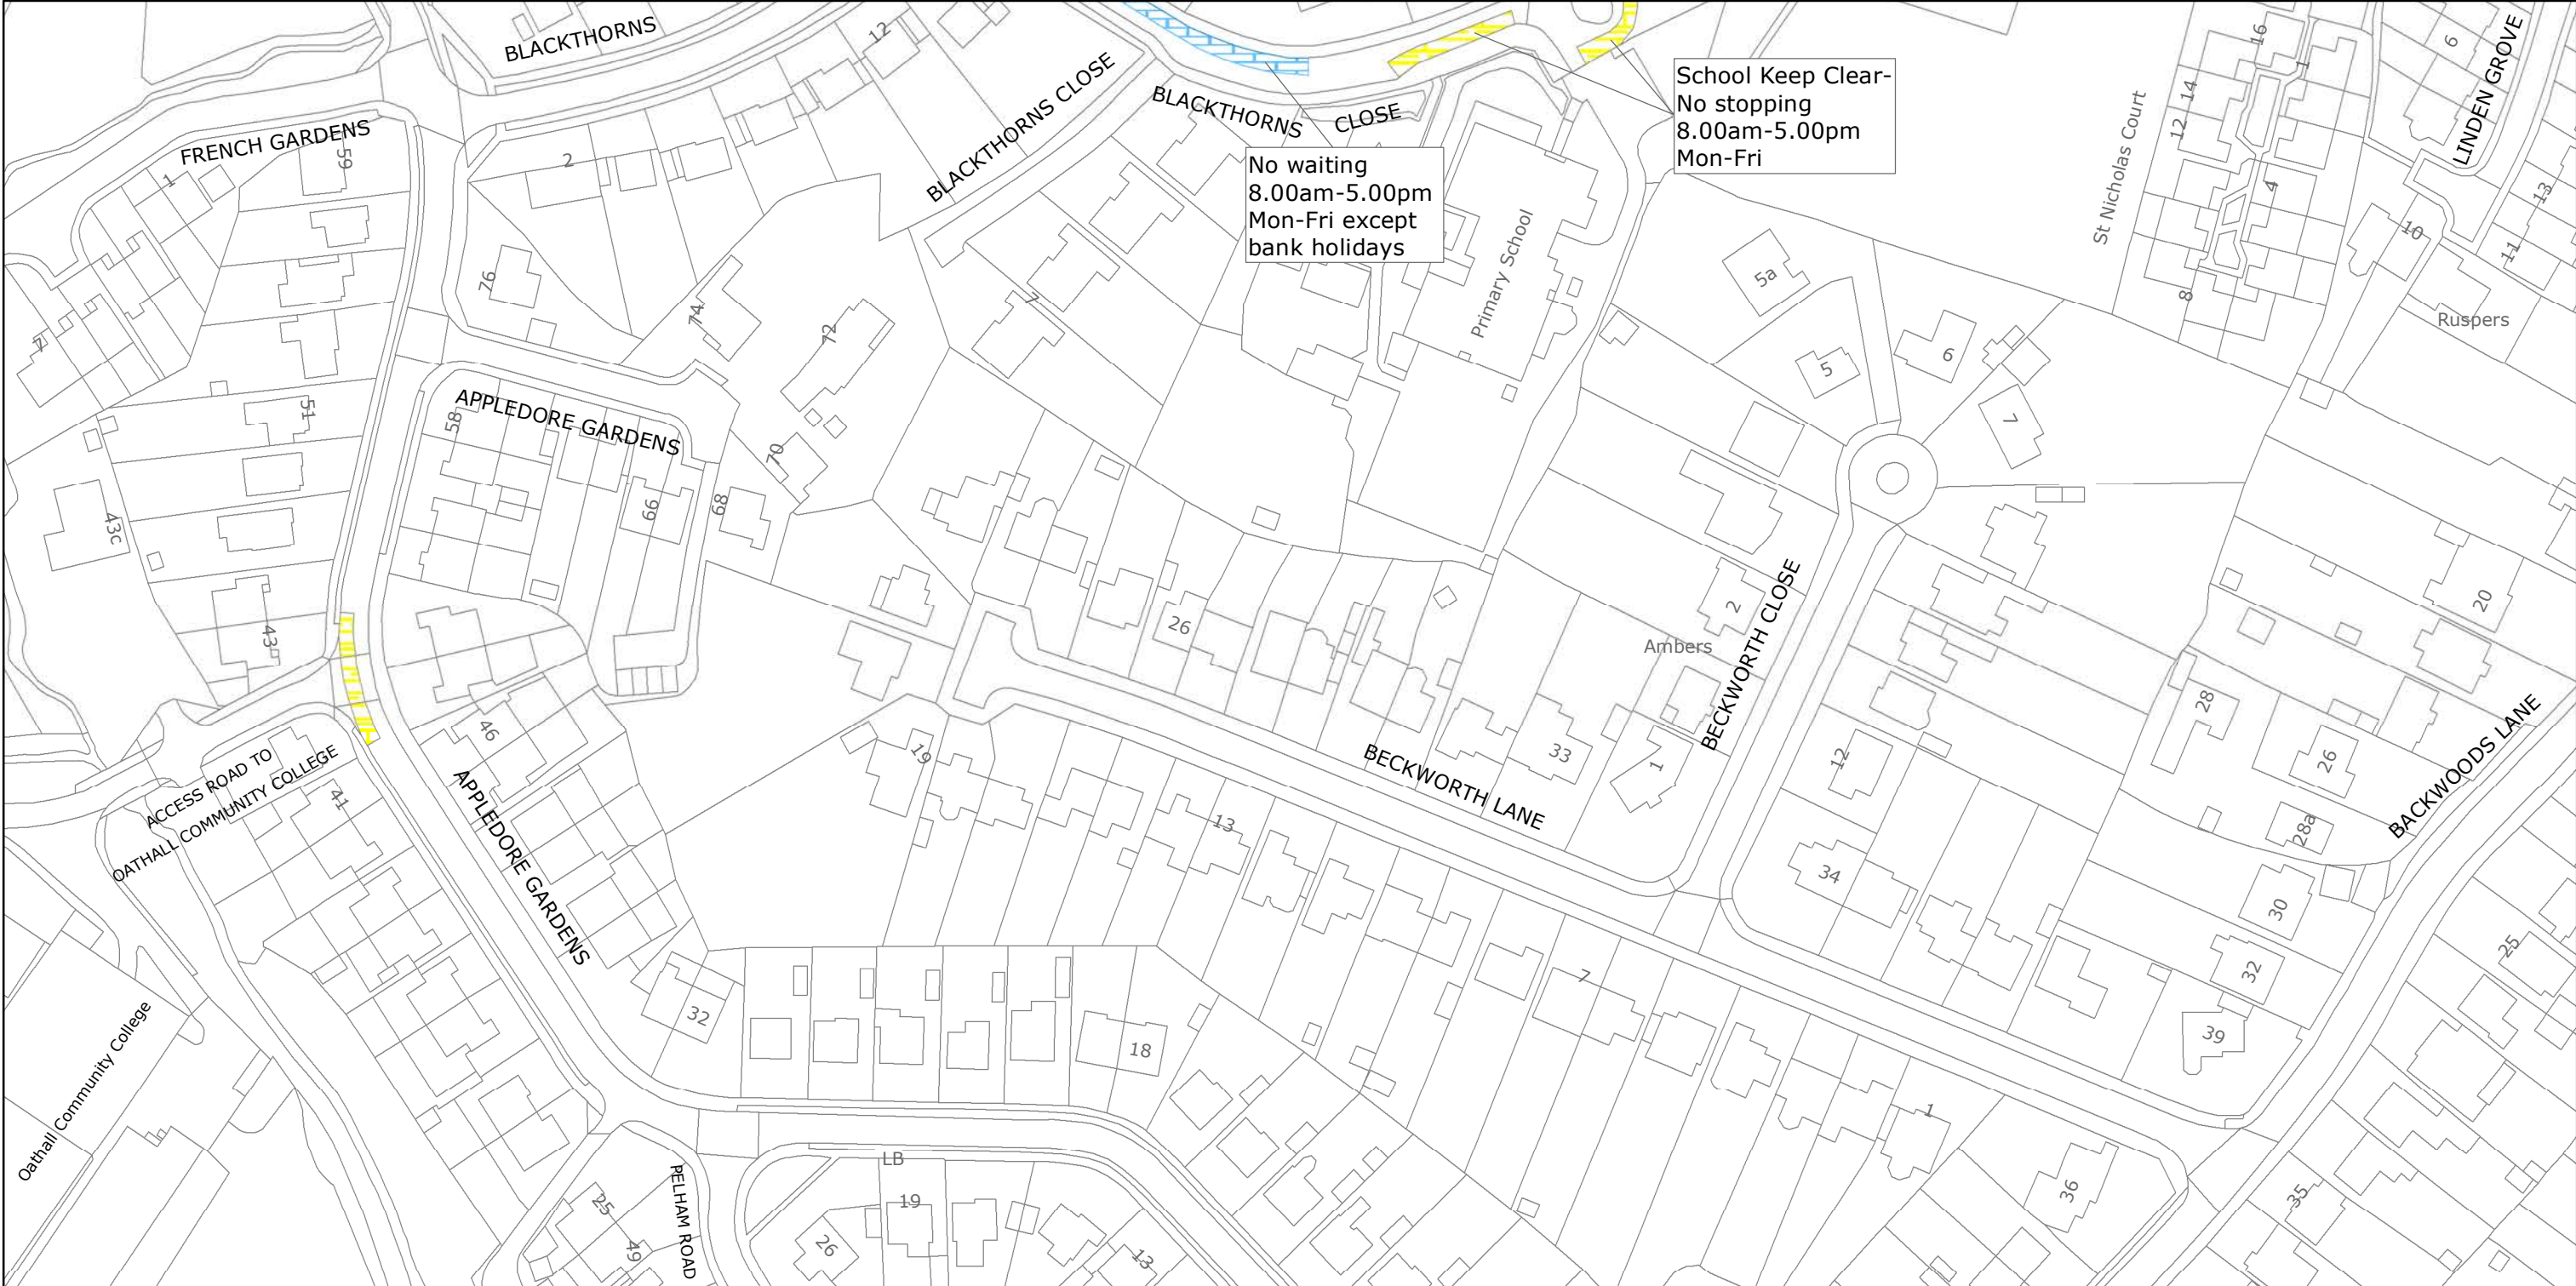 BLACKTHORNS
12
16
1
6
LINDEN GROVE
School Keep Clear-
No stopping
8.00am-5.00pm
Mon-Fri
14
12
St Nicholas Court
BLACKTHORNS CLOSE
BLACKTHORNS
CLOSE
FRENCH GARDENS
59
1
2
No waiting
8.00am-5.00pm
Mon-Fri except
bank holidays
Primary School
4
13
10
11
5a
76
74
72
7
7
8
Ruspers
5
6
7
APPLEDORE GARDENS
58
51
70
66
68
43c
43
26
2
Ambers
BECKWORTH CLOSE
20
28
26
28a
BACKWOODS LANE
46
19
33
1
12
BECKWORTH LANE
ACCESS ROAD TO
OATHALL COMMUNITY COLLEGE
41
APPLEDORE GARDENS
13
34
30
32
25
39
32
18
7
1
Oathall Community College
LB
19
25
49
PELHAM ROAD
26
13
36
35